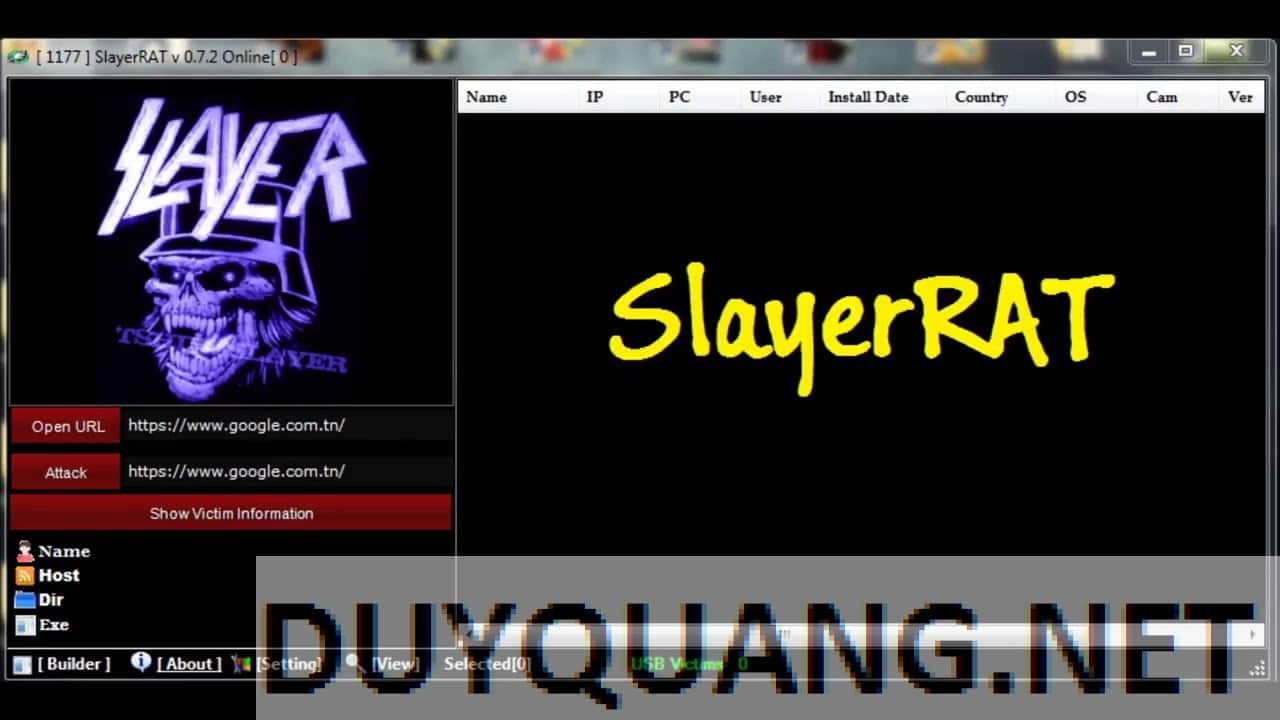 [ 1177 ] SlayerRAT v 0.7.2 Online[ 0 ]
SLAYER
SLAYER
Name IP PC User Install Date Country OS Cam Ver
SlayerRAT
Open URL https://www.google.com.tn/
Attack https://www.google.com.tn/
Show Victim Information
Name
Host
Dir
Exe
[ Builder ] [ About ] [Setting] [View] Selected[0] USB Victims 0
DUYQUANG.NET